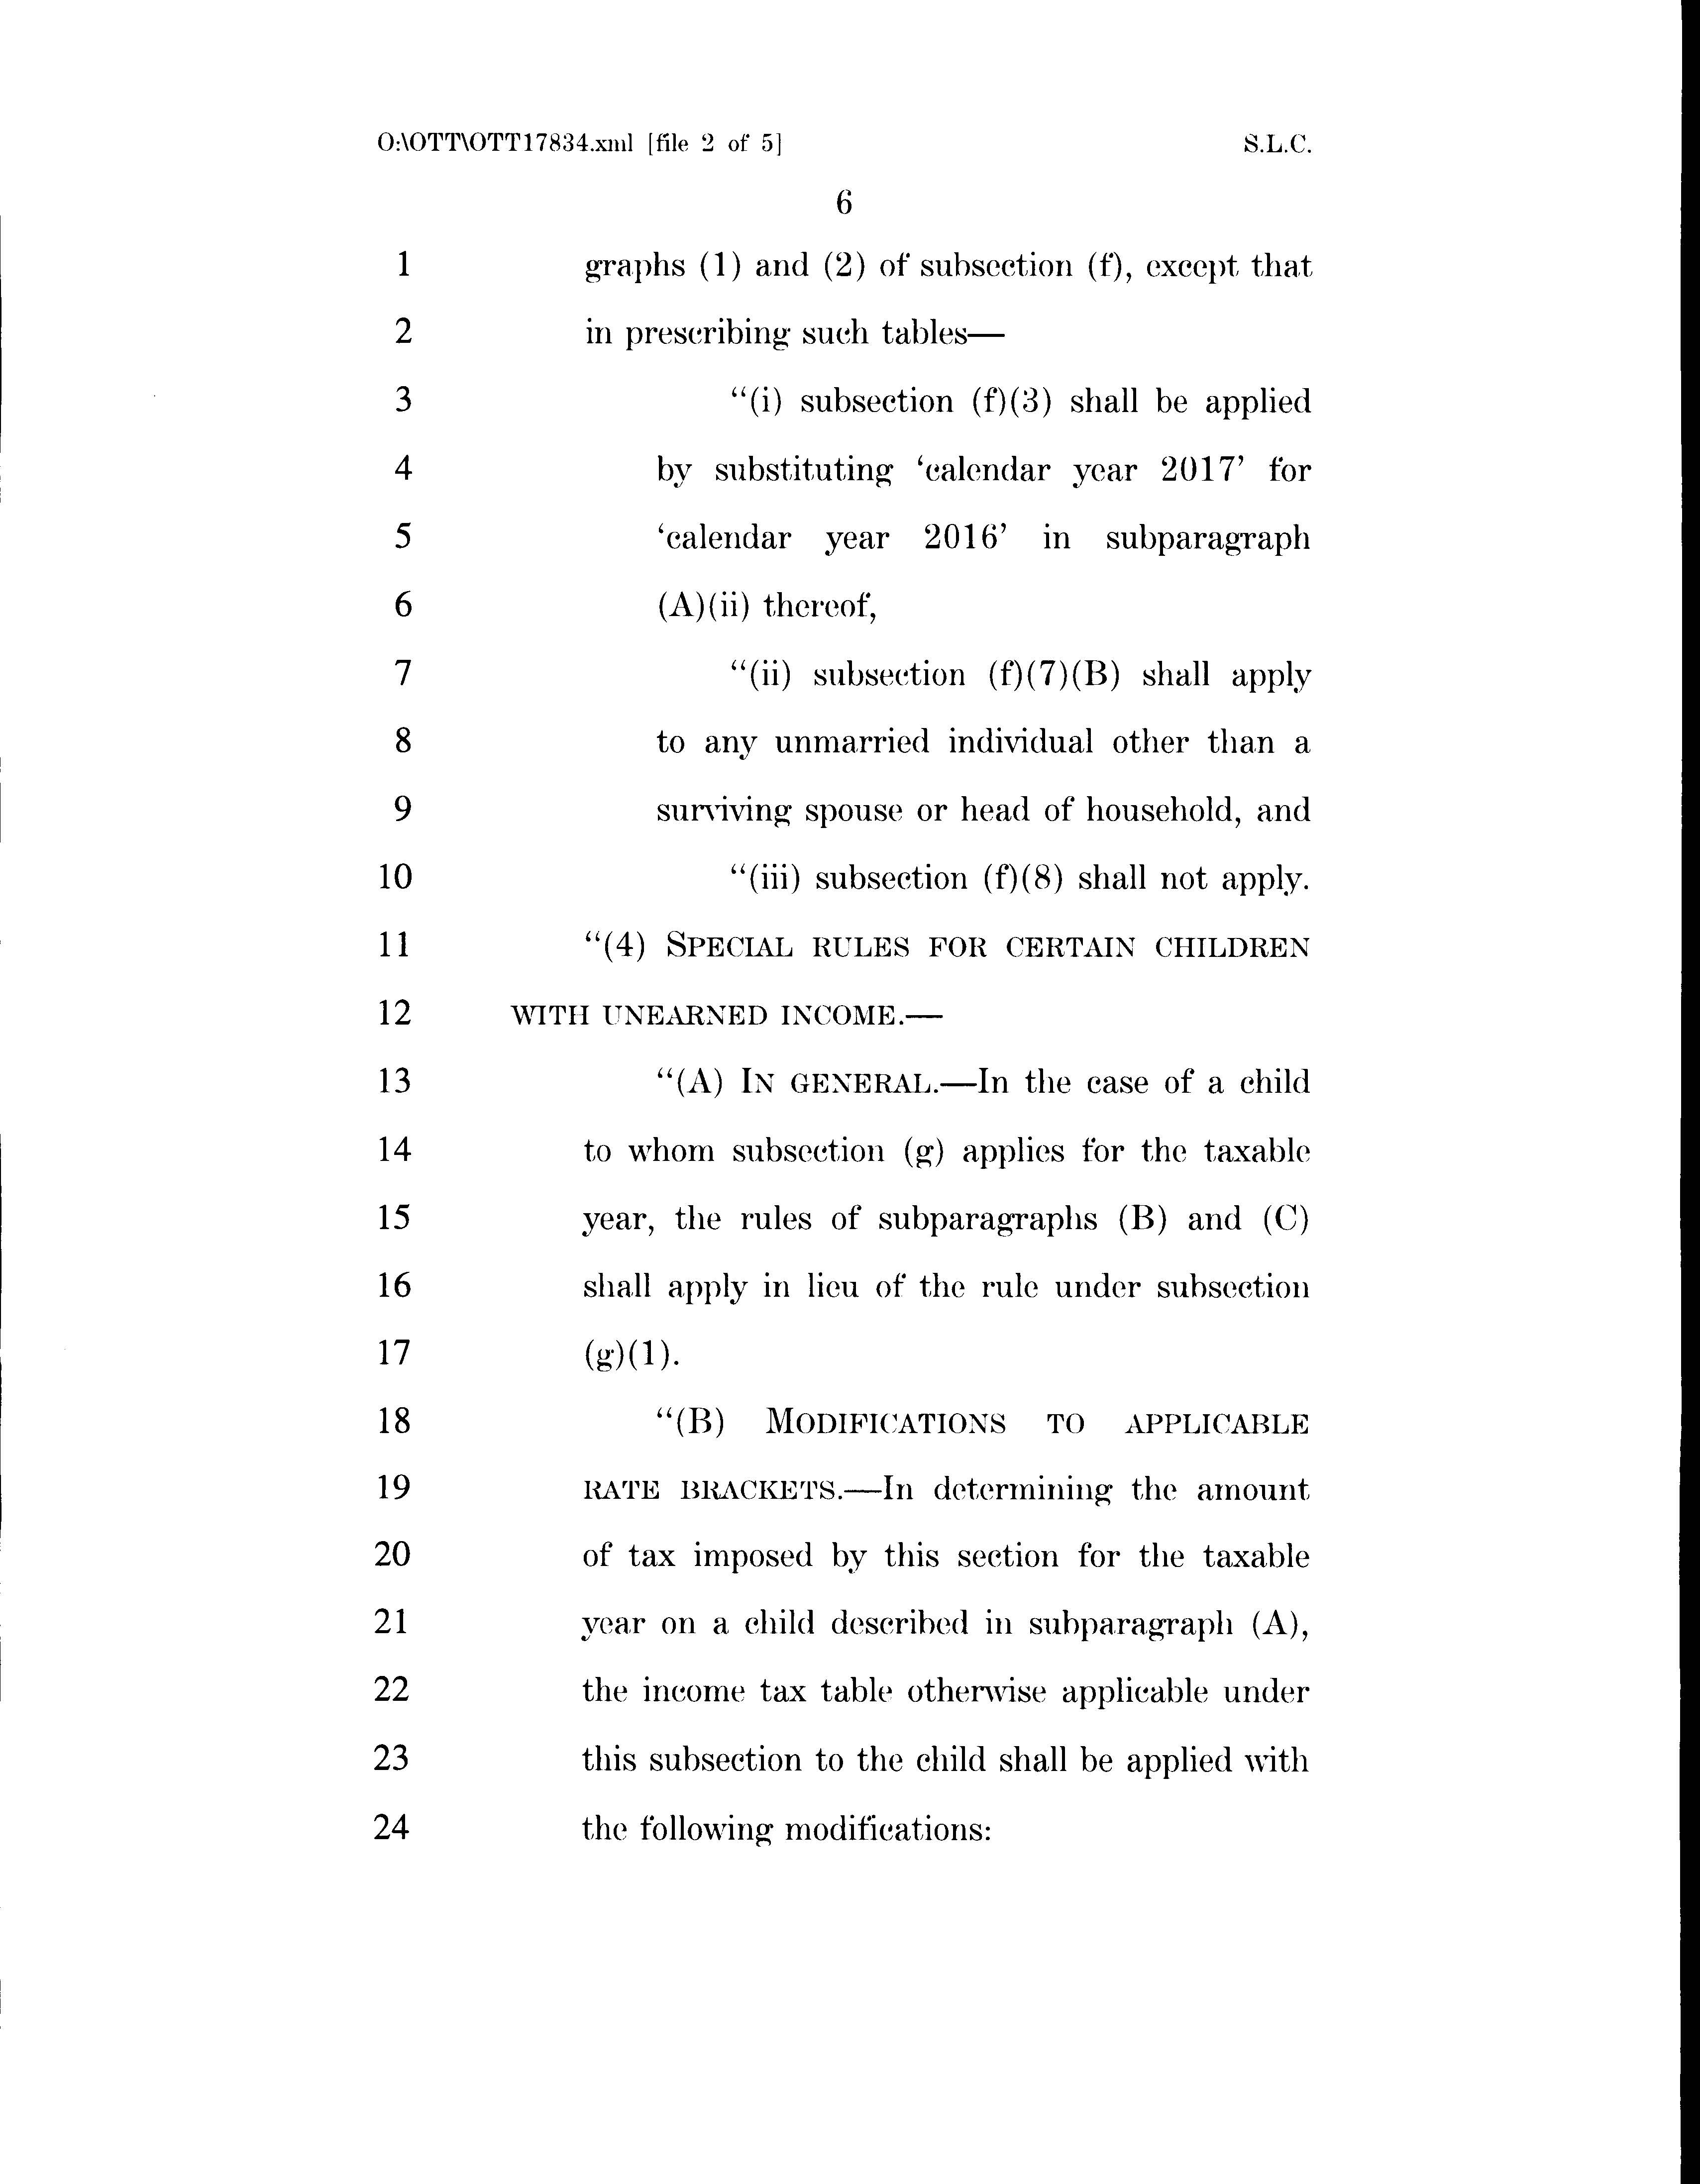 O:\OTT\OTT17834.xml [file 2 of 5] S.L.C.
6
1 graphs (1) and (2) of subsection (f), except that
2 in prescribing such tables—
3 “(i) subsection (f)(3) shall be applied
4 by substituting ‘calendar year 2017’ for
5 ‘calendar year 2016’ in subparagraph
6 (A)(ii) thereof,
7 “(ii) subsection (f)(7)(B) shall apply
8 to any unmarried individual other than a
9 surviving spouse or head of household, and
10 “(iii) subsection (f)(8) shall not apply.
11 “(4) SPECIAL RULES FOR CERTAIN CHILDREN
12 WITH UNEARNED INCOME.—
13 “(A) IN GENERAL.—In the case of a child
14 to whom subsection (g) applies for the taxable
15 year, the rules of subparagraphs (B) and (C)
16 shall apply in lieu of the rule under subsection
17 (g)(1).
18 “(B) MODIFICATIONS TO APPLICABLE
19 RATE BRACKETS.—In determining the amount
20 of tax imposed by this section for the taxable
21 year on a child described in subparagraph (A),
22 the income tax table otherwise applicable under
23 this subsection to the child shall be applied with
24 the following modifications: